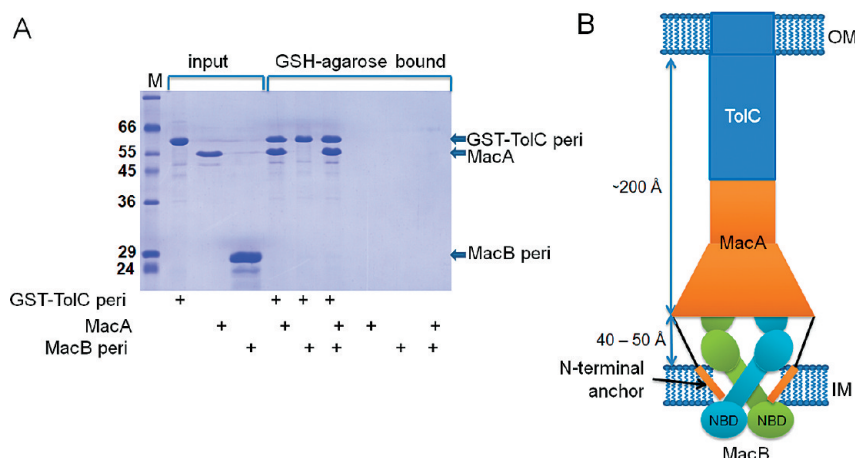 A
input
GSH-agarose bound
M
66
55
45
36
29
24
GST-TolC peri
MacA
MacB peri
GST-TolC peri + + + +
MacA + + + + +
MacB peri + + + + +
B
OM
TolC
~200 Å
MacA
40 – 50 Å
N-terminal
anchor
IM
NBD NBD
MacB